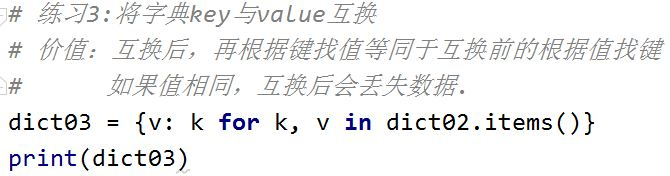 # 练习3:将字典key与value互换
# 价值：互换后，再根据键找值等同于互换前的根据值找键
#      如果值相同，互换后会丢失数据.
dict03 = {v: k for k, v in dict02.items()}
print(dict03)